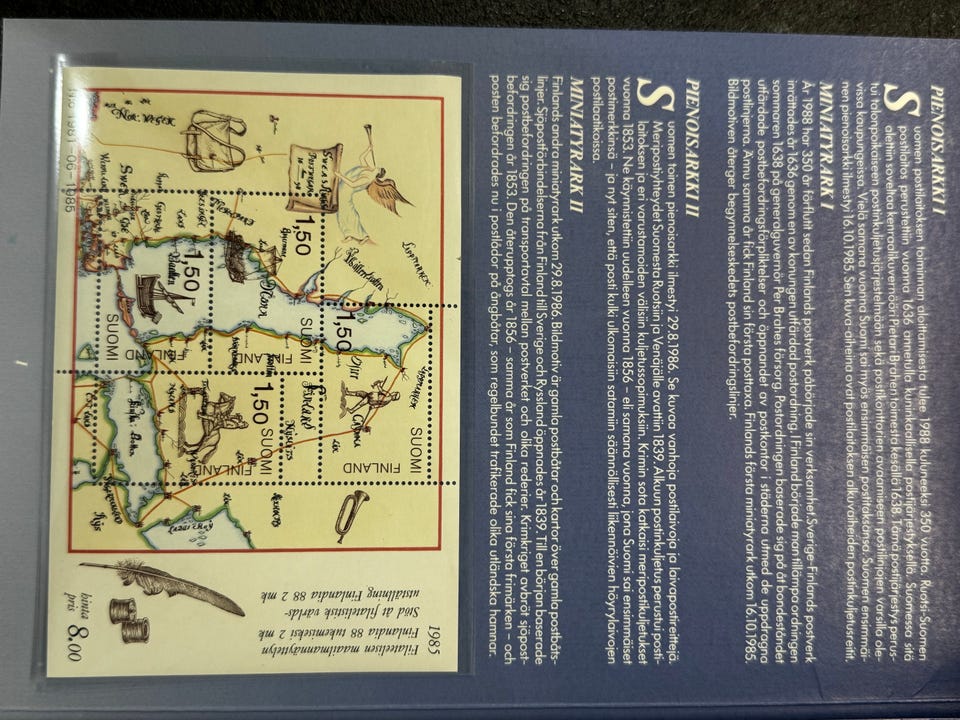 PIENOISARKKI I
Suomen postilaitoksen toiminnan aloittamisesta tulee 1988 kuluneeksi 350 vuotta. Ruotsi-Suomen
postilaitos perustettiin vuonna 1636 annetulla kuninkaallisella postijärjestyksellä. Suomessa sitä
alettiin soveltaa kenraalikuvernööri Per Brahen toimesta kesällä 1638. Tämä postijärjestys perus-
tui talonpokaiseen postinkuljetusjärjestelmään sekä postikonttorien avaamiseen postilinjojen varsilla ole-
vissa kaupungeissa. Vielä samana vuonna Suomi sai myös ensimmäisen postitaksansa. Suomen ensimmäi-
nen pienoisarkki ilmestyi 16.10.1985. Sen kuva-aiheina ovat postilaitoksen alkuvaiheiden postinkuljetusreitit.
MINIATYRARK I
År 1988 har 350 år förflutit sedan Finlands postverk påbörjade sin verksamhet. Sverige-Finlands postverk
inrättades år 1636 genom en av konungen utfärdad postordning. I Finland började man tillämpa ordningen
sommaren 1638 på generalguvernör Per Brahes försorg. Postordningen baserade sig på åt bondeståndet
utfärdade postbefordringsförpliktelser och öppnandet av postkontor i städerna utmed de uppdragna
postlinjerna. Ännu samma år fick Finland sin första posttaxa. Finlands första miniatyrark utkom 16.10.1985.
Bildmotiven återger begynnelseskedets postbefordringslinjer.
PIENOISARKKI II
Suomen toinen pienoisarkki ilmestyi 29.8.1986. Se kuvaa vanhoja postilaivoja ja laivapostireittejä.
Meripostiyhteydet Suomesta Ruotsiin ja Venäjälle avattiin 1839. Alkuun postinkuljetus perustui posti-
laitoksen ja eri varustamoiden välisiin kuljetussopimuksiin. Krimin sota katkaisi meripostikuljetukset
vuonna 1853. Ne käynnistettiin uudelleen vuonna 1856 – eli samana vuonna, jona Suomi sai ensimmäiset
postimerkkinsä – ja nyt siten, että posti kulki ulkomaisiin satamiin säännöllisesti liikennöivien höyrylaivojen
postilaatikoissa.
MINIATYRARK II
Finlands andra miniatyrark utkom 29.8.1986. Bildmotiv är gamla postbåtar och kartor över gamla postbåts-
linjer. Sjöpostförbindelserna från Finland till Sverige och Ryssland öppnades år 1839. Till en början baserade
sig postbefordringen på transportavtal mellan postverket och olika rederier. Krimkriget avbröt sjöpost-
befordringen år 1853. Den återupptogs år 1856 – samma år som Finland fick sina första frimärken – och
posten befordrades nu i postlådor på ångbåtar, som regelbundet trafikerade olika utländska hamnar.
1985
Filateelisen maailmannäyttelyn
Finlandia 88 tukemiseksi 2 mk
Stöd åt filatelistisk världs-
utställning Finlandia 88 2 mk
hinta
pris 8,00
1,50
SUOMI
FINLAND
1,50
SUOMI
FINLAND
1,50
SUOMI
FINLAND
1,50
SUOMI
FINLAND